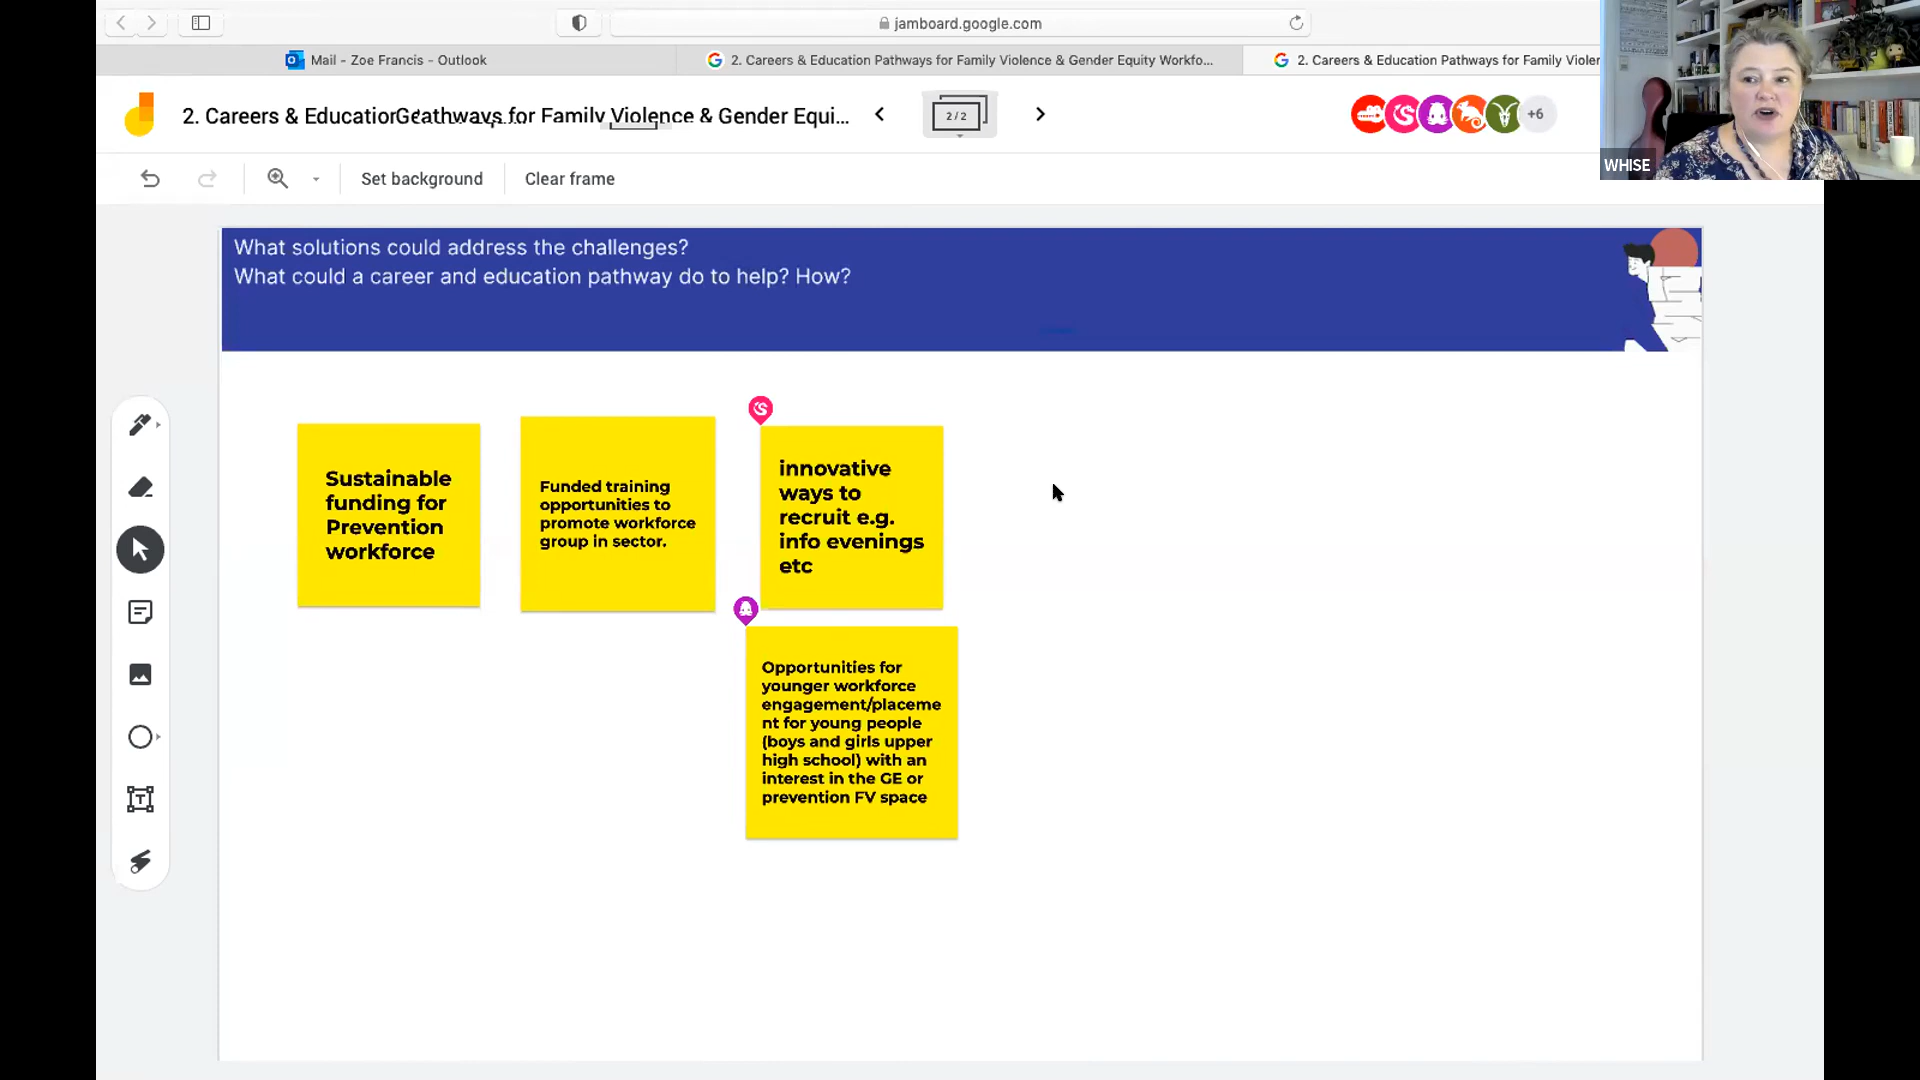 jamboard.google.com
Mail - Zoe Francis - Outlook
2. Careers & Education Pathways for Family Violence & Gender Equity Workfo...
2. Careers & Education Pathways for Family Violer
2. Careers & Education Pathways for Family Violence & Gender Equi...
2 / 2
+6
WHISE
Set background
Clear frame
What solutions could address the challenges?
What could a career and education pathway do to help? How?
Sustainable
funding for
Prevention
workforce
Funded training
opportunities to
promote workforce
group in sector.
innovative
ways to
recruit e.g.
info evenings
etc
Opportunities for
younger workforce
engagement/placeme
nt for young people
(boys and girls upper
high school) with an
interest in the GE or
prevention FV space